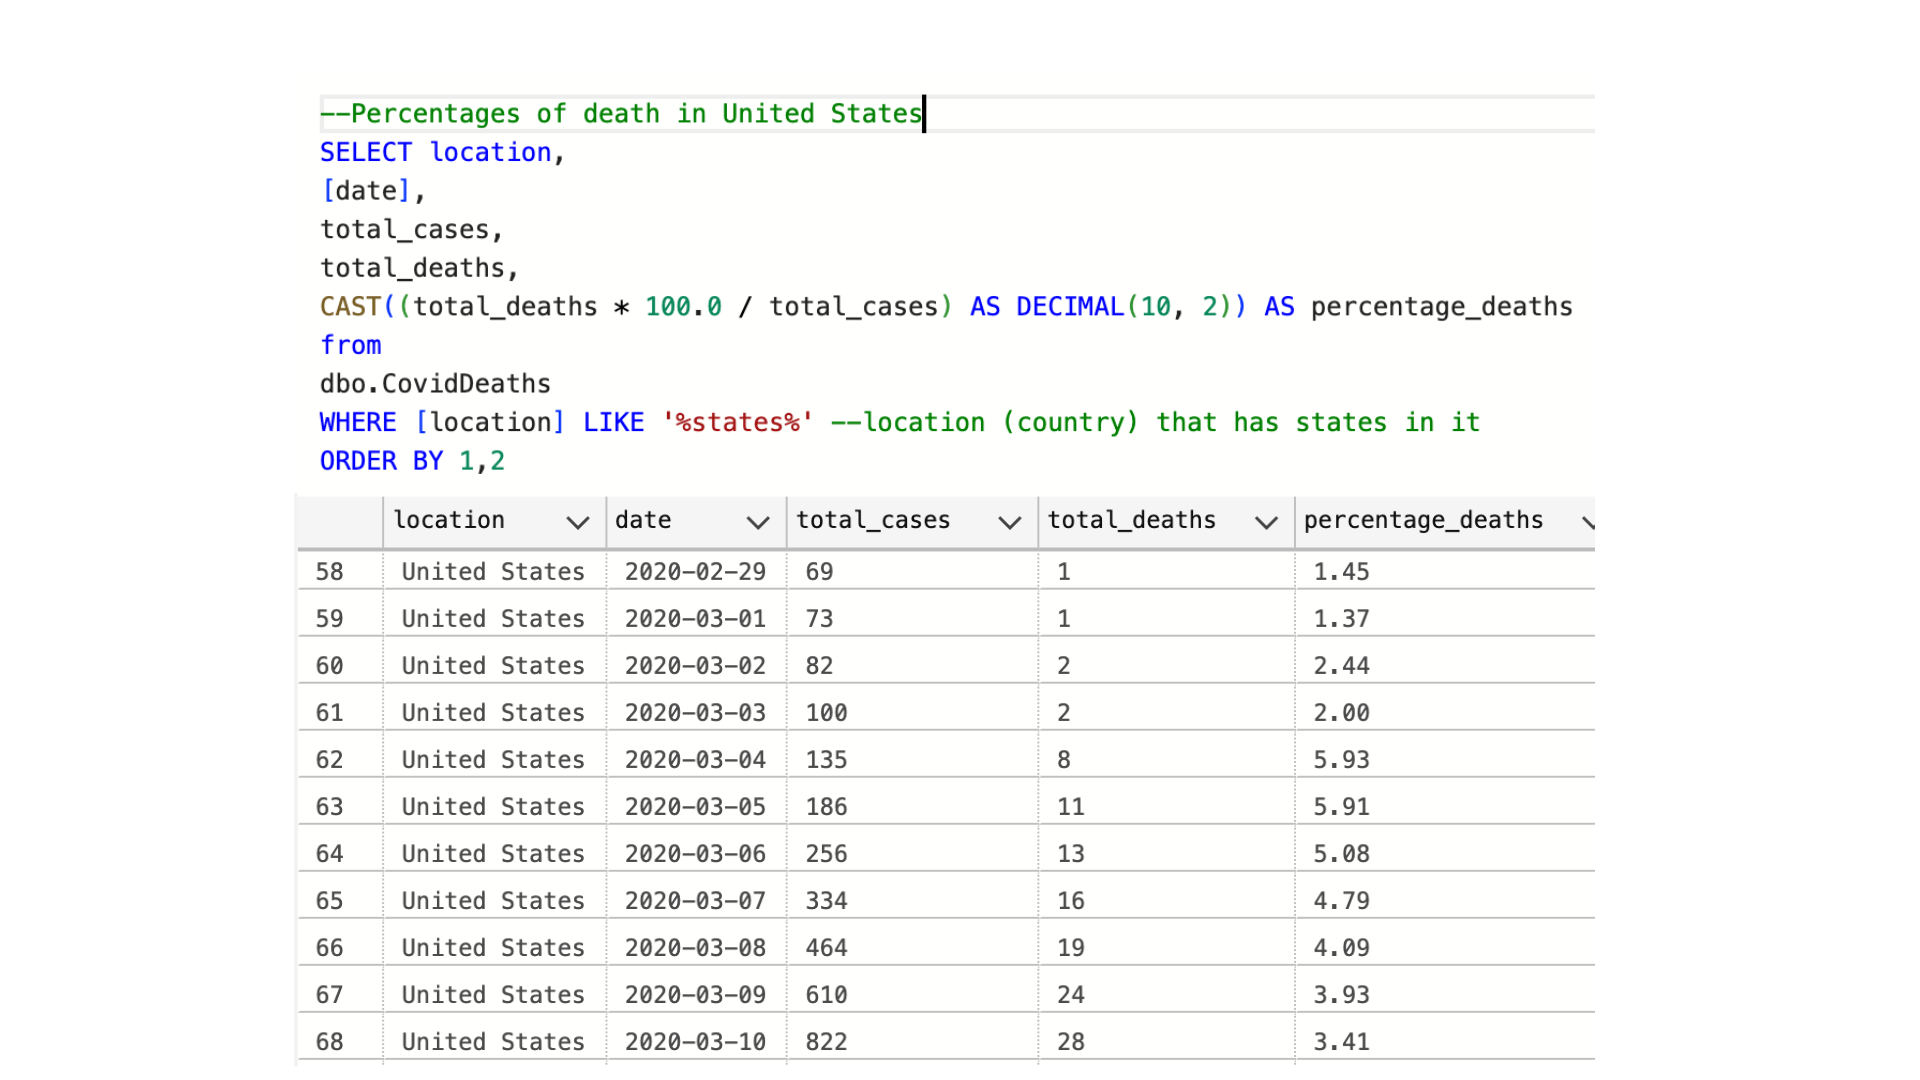 --Percentages of death in United States
SELECT location,
[date],
total_cases,
total_deaths,
CAST((total_deaths * 100.0 / total_cases) AS DECIMAL(10, 2)) AS percentage_deaths
from
dbo.CovidDeaths
WHERE [location] LIKE '%states%' --location (country) that has states in it
ORDER BY 1,2
location date total_cases total_deaths percentage_deaths
58 United States 2020-02-29 69 1 1.45
59 United States 2020-03-01 73 1 1.37
60 United States 2020-03-02 82 2 2.44
61 United States 2020-03-03 100 2 2.00
62 United States 2020-03-04 135 8 5.93
63 United States 2020-03-05 186 11 5.91
64 United States 2020-03-06 256 13 5.08
65 United States 2020-03-07 334 16 4.79
66 United States 2020-03-08 464 19 4.09
67 United States 2020-03-09 610 24 3.93
68 United States 2020-03-10 822 28 3.41